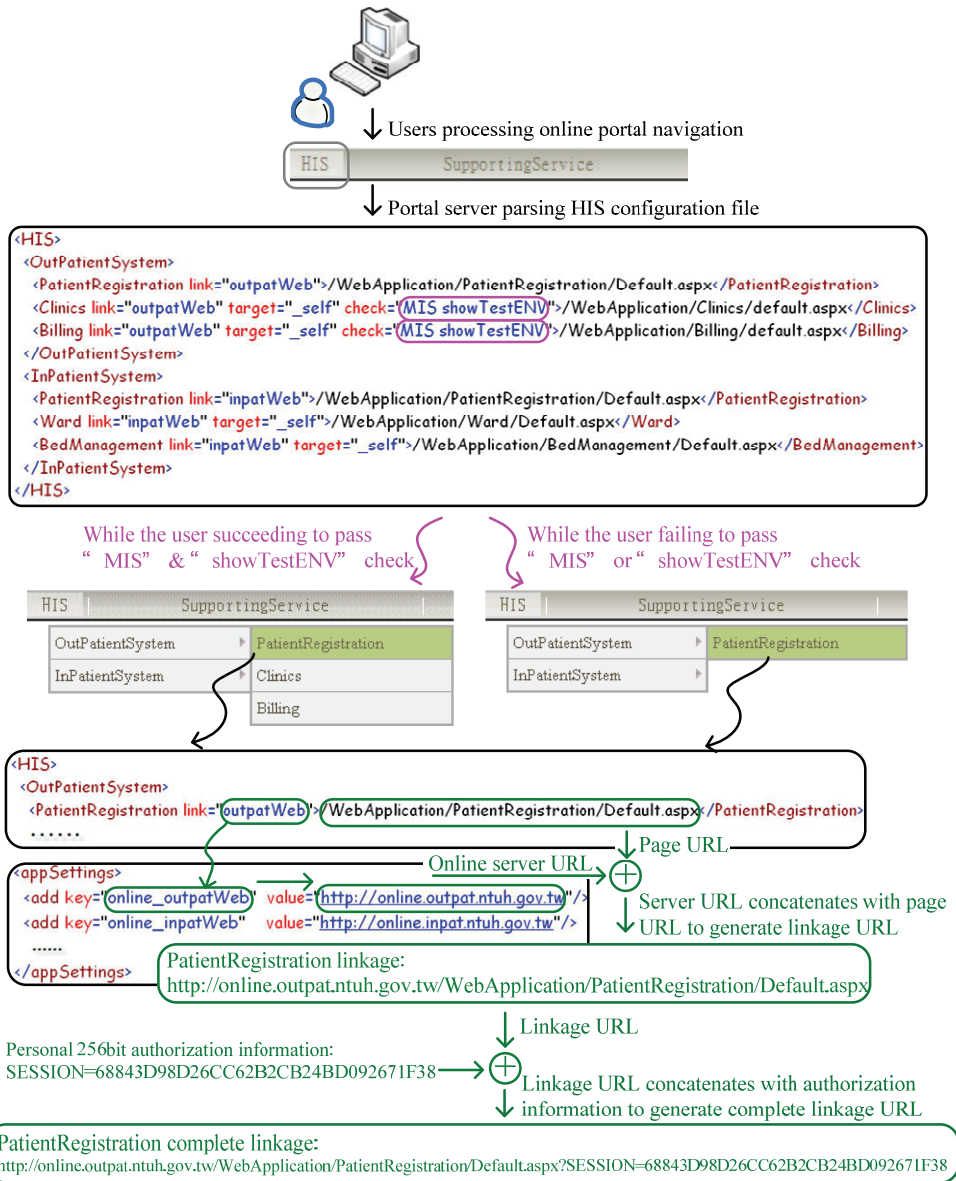 Users processing online portal navigation
HIS SupportingService
Portal server parsing HIS configuration file
<HIS>
<OutPatientSystem>
<PatientRegistration link="outpatWeb">/WebApplication/PatientRegistration/Default.aspx</PatientRegistration>
<Clinics link="outpatWeb" target="_self" check="MIS showTestENV">/WebApplication/Clinics/default.aspx</Clinics>
<Billing link="outpatWeb" target="_self" check="MIS showTestENV">/WebApplication/Billing/default.aspx</Billing>
</OutPatientSystem>
<InPatientSystem>
<PatientRegistration link="inpatWeb">/WebApplication/PatientRegistration/Default.aspx</PatientRegistration>
<Ward link="inpatWeb" target="_self">/WebApplication/Ward/Default.aspx</Ward>
<BedManagement link="inpatWeb" target="_self">/WebApplication/BedManagement/Default.aspx</BedManagement>
</InPatientSystem>
</HIS>
While the user succeeding to pass
“ MIS” & “ showTestENV” check
While the user failing to pass
“ MIS” or “ showTestENV” check
HIS SupportingService
OutPatientSystem PatientRegistration
InPatientSystem Clinics
Billing
HIS SupportingService
OutPatientSystem PatientRegistration
InPatientSystem
<HIS>
<OutPatientSystem>
<PatientRegistration link="outpatWeb">/WebApplication/PatientRegistration/Default.aspx</PatientRegistration>
......
Page URL
Online server URL
<appSettings>
<add key="online_outpatWeb" value="http://online.outpat.ntuh.gov.tw"/>
<add key="online_inpatWeb" value="http://online.inpat.ntuh.gov.tw"/>
......
</appSettings>
Server URL concatenates with page
URL to generate linkage URL
PatientRegistration linkage:
http://online.outpat.ntuh.gov.tw/WebApplication/PatientRegistration/Default.aspx
Linkage URL
Personal 256bit authorization information:
SESSION=68843D98D26CC62B2CB24BD092671F38
Linkage URL concatenates with authorization
information to generate complete linkage URL
PatientRegistration complete linkage:
http://online.outpat.ntuh.gov.tw/WebApplication/PatientRegistration/Default.aspx?SESSION=68843D98D26CC62B2CB24BD092671F38